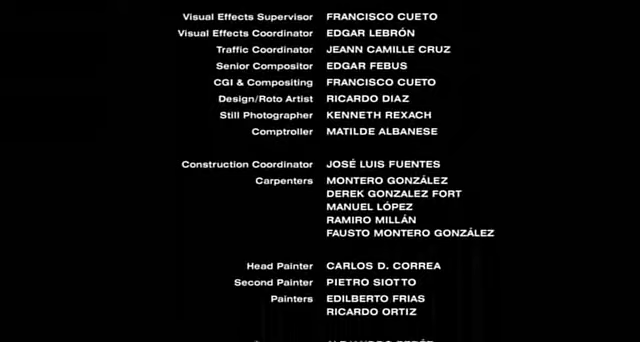 Visual Effects Supervisor FRANCISCO CUETO
Visual Effects Coordinator EDGAR LEBRÓN
Traffic Coordinator JEANN CAMILLE CRUZ
Senior Compositor EDGAR FEBUS
CGI & Compositing FRANCISCO CUETO
Design/Roto Artist RICARDO DIAZ
Still Photographer KENNETH REXACH
Comptroller MATILDE ALBANESE
Construction Coordinator JOSÉ LUIS FUENTES
Carpenters MONTERO GONZÁLEZ
DEREK GONZALEZ FORT
MANUEL LÓPEZ
RAMIRO MILLÁN
FAUSTO MONTERO GONZÁLEZ
Head Painter CARLOS D. CORREA
Second Painter PIETRO SIOTTO
Painters EDILBERTO FRIAS
RICARDO ORTIZ